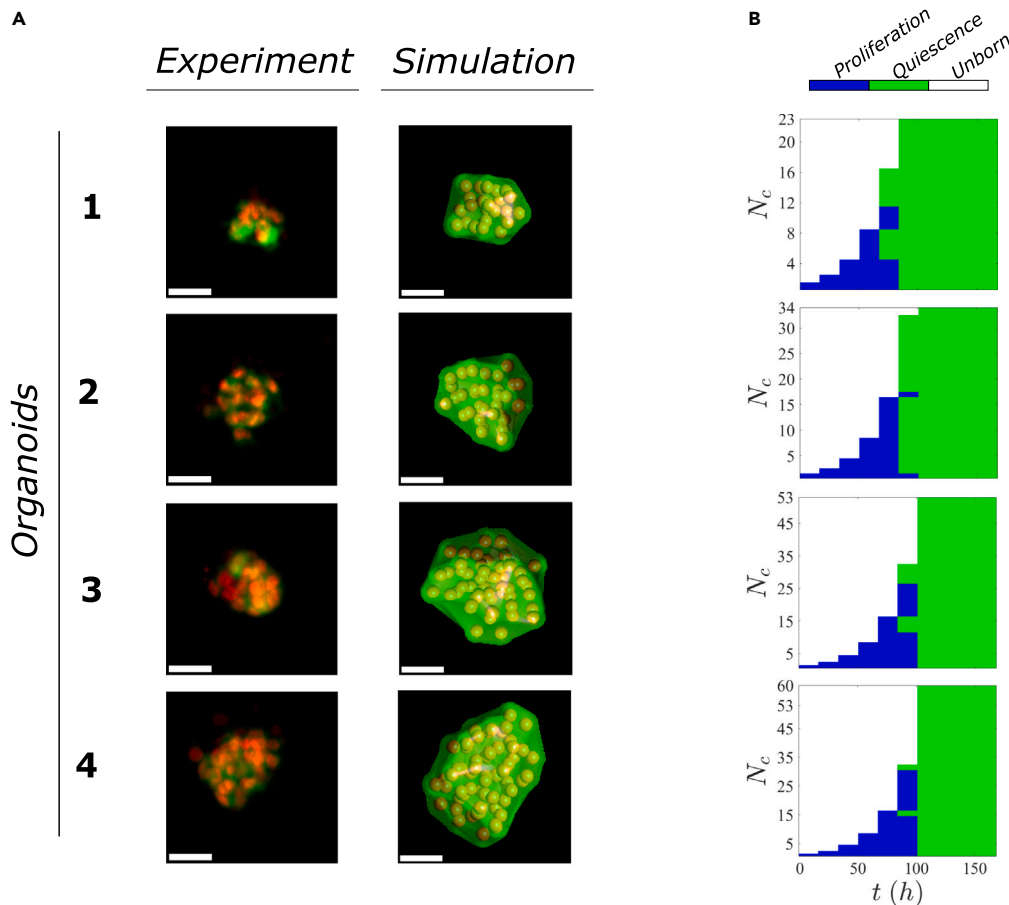 A
Experiment
Simulation
Organoids
1
2
3
4
B
Proliferation
Quiescence
Unborn
23
20
16
12
8
4
N_c
34
30
25
20
15
10
5
N_c
53
45
35
25
15
5
N_c
60
53
45
35
25
15
5
N_c
0
50
100
150
t (h)